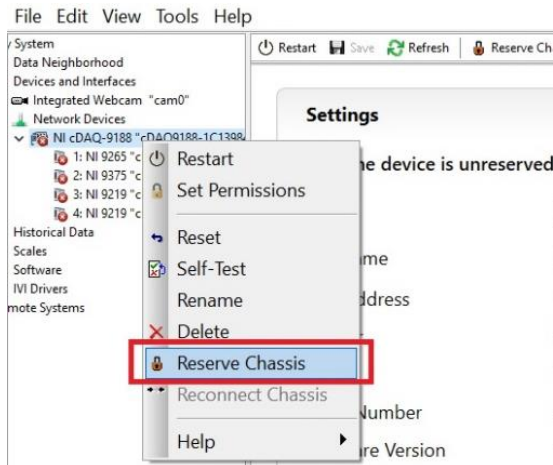 File Edit View Tools Help
System
Data Neighborhood
Devices and Interfaces
Integrated Webcam "cam0"
Network Devices
NI cDAQ-9188 "cDAQ9188-1C1398
1: NI 9265 "c
2: NI 9375 "c
3: NI 9219 "c
4: NI 9219 "c
Historical Data
Scales
Software
IVI Drivers
mote Systems
Restart Save Refresh Reserve Ch
Settings
he device is unreserved
me
ddress
Number
re Version
Restart
Set Permissions
Reset
Self-Test
Rename
Delete
Reserve Chassis
Reconnect Chassis
Help